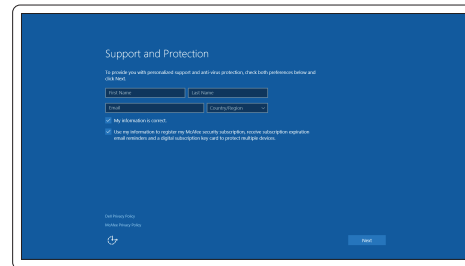 Support and Protection
To provide you with personalized support and anti-virus protection, check both preferences below and
click Next.
First Name
Last Name
Email
Country/Region
My information is correct.
Use my information to register my McAfee security subscription, receive subscription expiration
email reminders and a digital subscription key card to protect multiple devices.
Dell Privacy Policy
McAfee Privacy Policy
Next